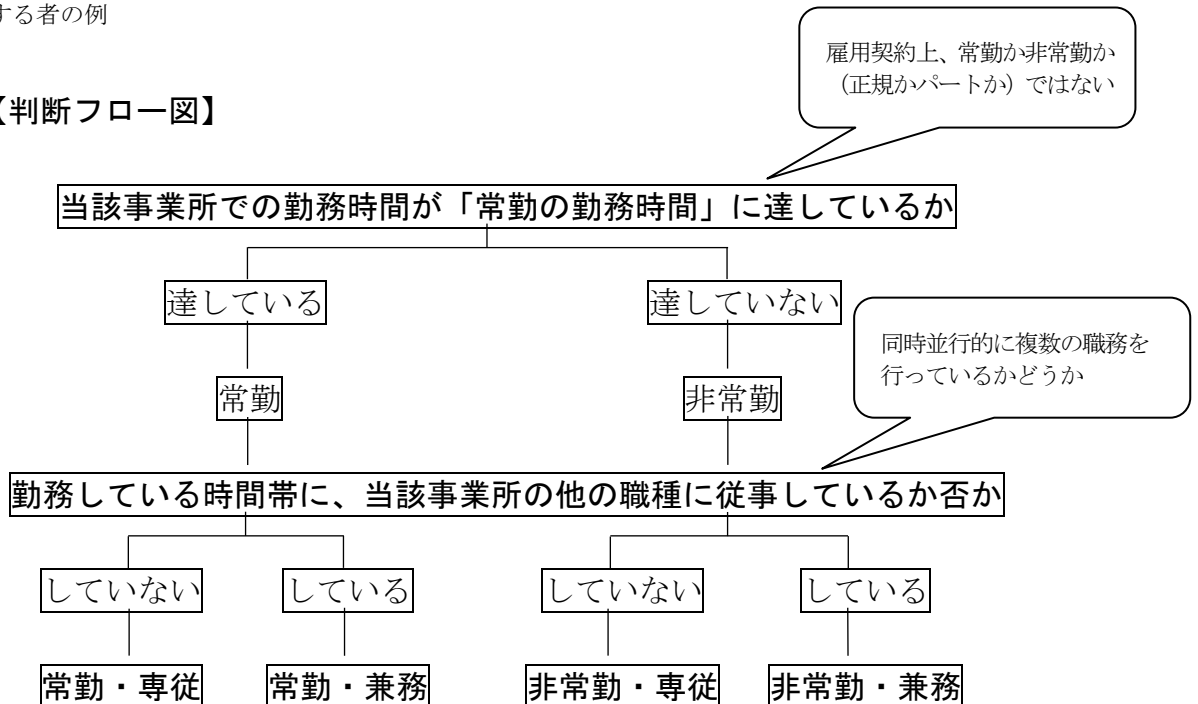 する者の例
雇用契約上、常勤か非常勤か
（正規かパートか）ではない
【判断フロー図】
当該事業所での勤務時間が「常勤の勤務時間」に達しているか
達している
達していない
同時並行的に複数の職務を
行っているかどうか
常勤
非常勤
勤務している時間帯に、当該事業所の他の職種に従事しているか否か
していない
している
していない
している
常勤・専従
常勤・兼務
非常勤・専従
非常勤・兼務